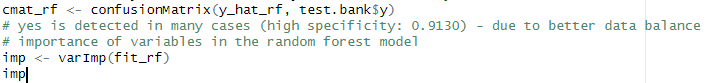 cmat_rf <- confusionMatrix(y_hat_rf, test.bank$y)
# yes is detected in many cases (high specificity: 0.9130) - due to better data balance
# importance of variables in the random forest model
imp <- varImp(fit_rf)
imp